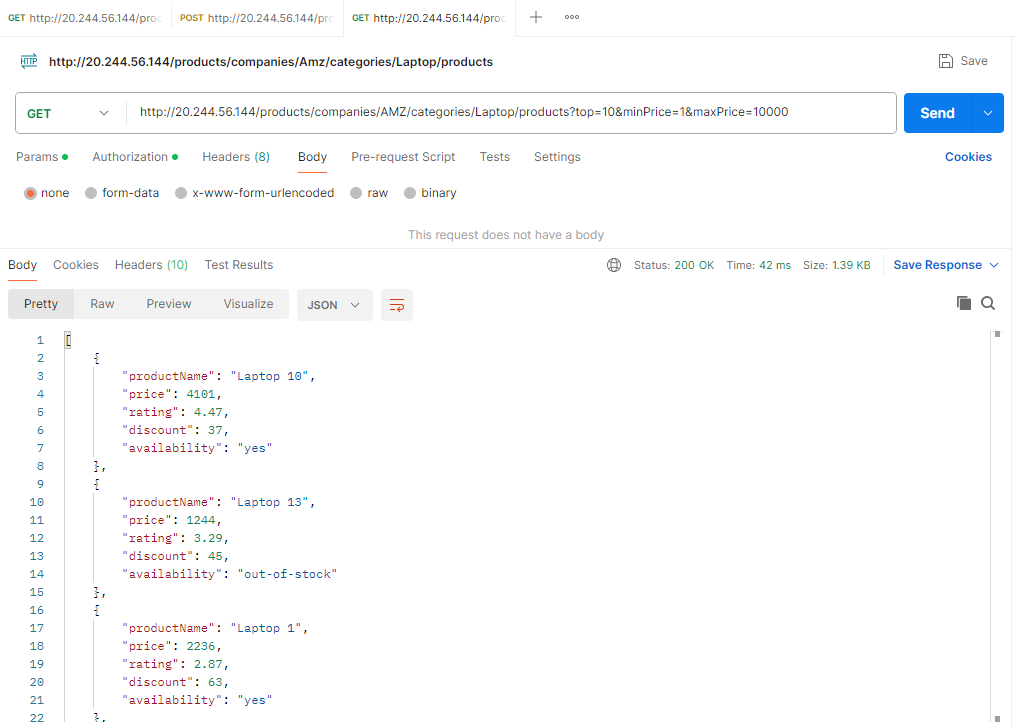 GET http://20.244.56.144/proc POST http://20.244.56.144/pro GET http://20.244.56.144/proc
HTTP http://20.244.56.144/products/companies/Amz/categories/Laptop/products Save
GET http://20.244.56.144/products/companies/AMZ/categories/Laptop/products?top=10&minPrice=1&maxPrice=10000 Send
Params Authorization Headers (8) Body Pre-request Script Tests Settings Cookies
none form-data x-www-form-urlencoded raw binary
This request does not have a body
Body Cookies Headers (10) Test Results Status: 200 OK Time: 42 ms Size: 1.39 KB Save Response
Pretty Raw Preview Visualize JSON
1 [
2 {
3 "productName": "Laptop 10",
4 "price": 4101,
5 "rating": 4.47,
6 "discount": 37,
7 "availability": "yes"
8 },
9 {
10 "productName": "Laptop 13",
11 "price": 1244,
12 "rating": 3.29,
13 "discount": 45,
14 "availability": "out-of-stock"
15 },
16 {
17 "productName": "Laptop 1",
18 "price": 2236,
19 "rating": 2.87,
20 "discount": 63,
21 "availability": "yes"
22 },